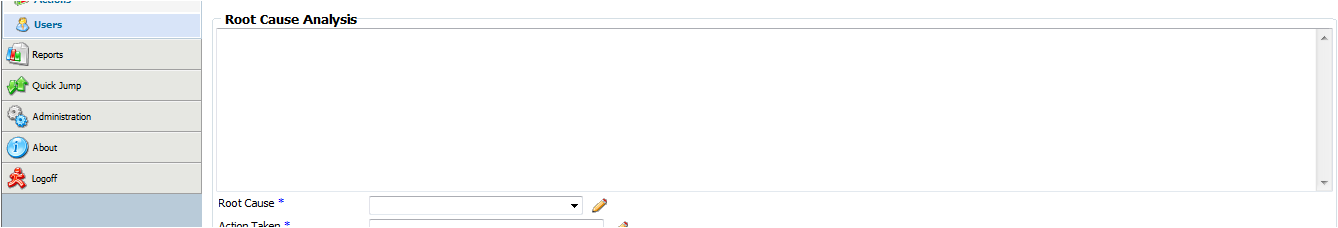 Actions
Users
Reports
Quick Jump
Administration
About
Logoff
Root Cause Analysis
Root Cause *
Action Taken *